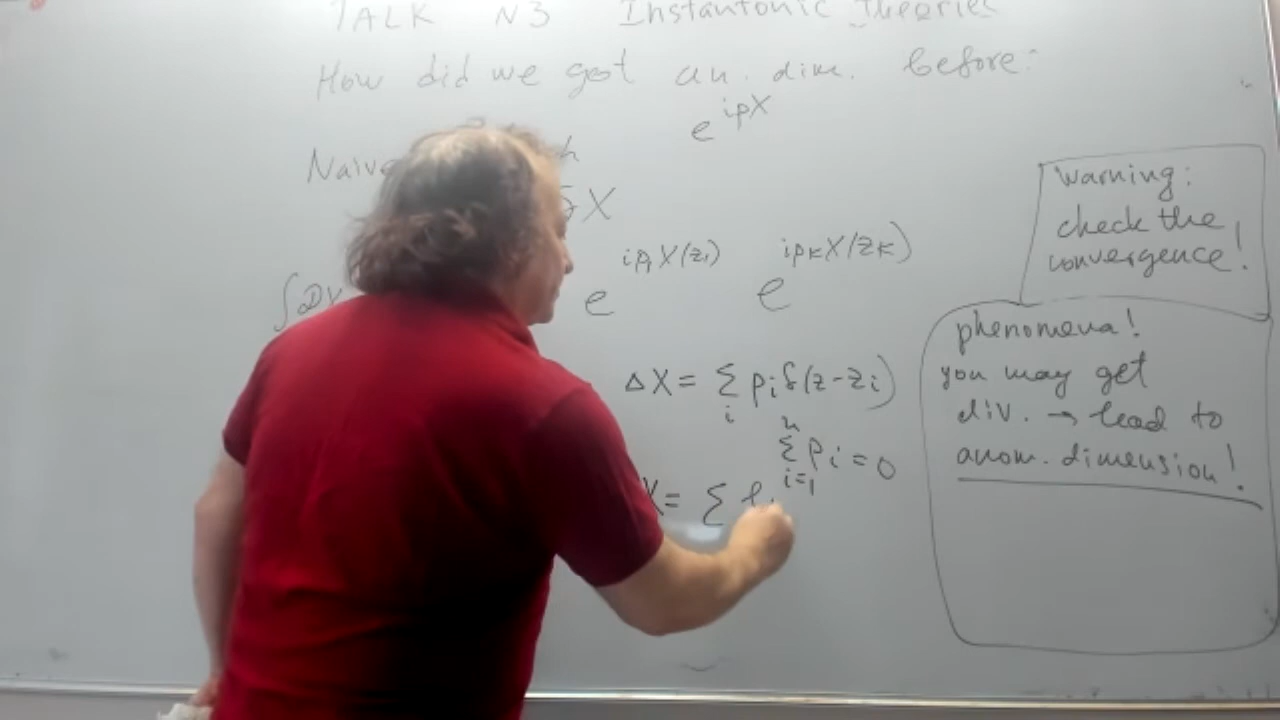 TALK N3 Instantonic Theories
How did we get an. dim. before:
e^{ipX}
Naive
X
∫DX e^{ip_1X(z_1)} e^{ip_KX(z_K)}
ΔX = Σ_i p_i δ(z-z_i)
Σ_{i=1}^n p_i = 0
X = Σ
Warning:
check the
convergence!
phenomena!
you may get
div. → lead to
anom. dimension!